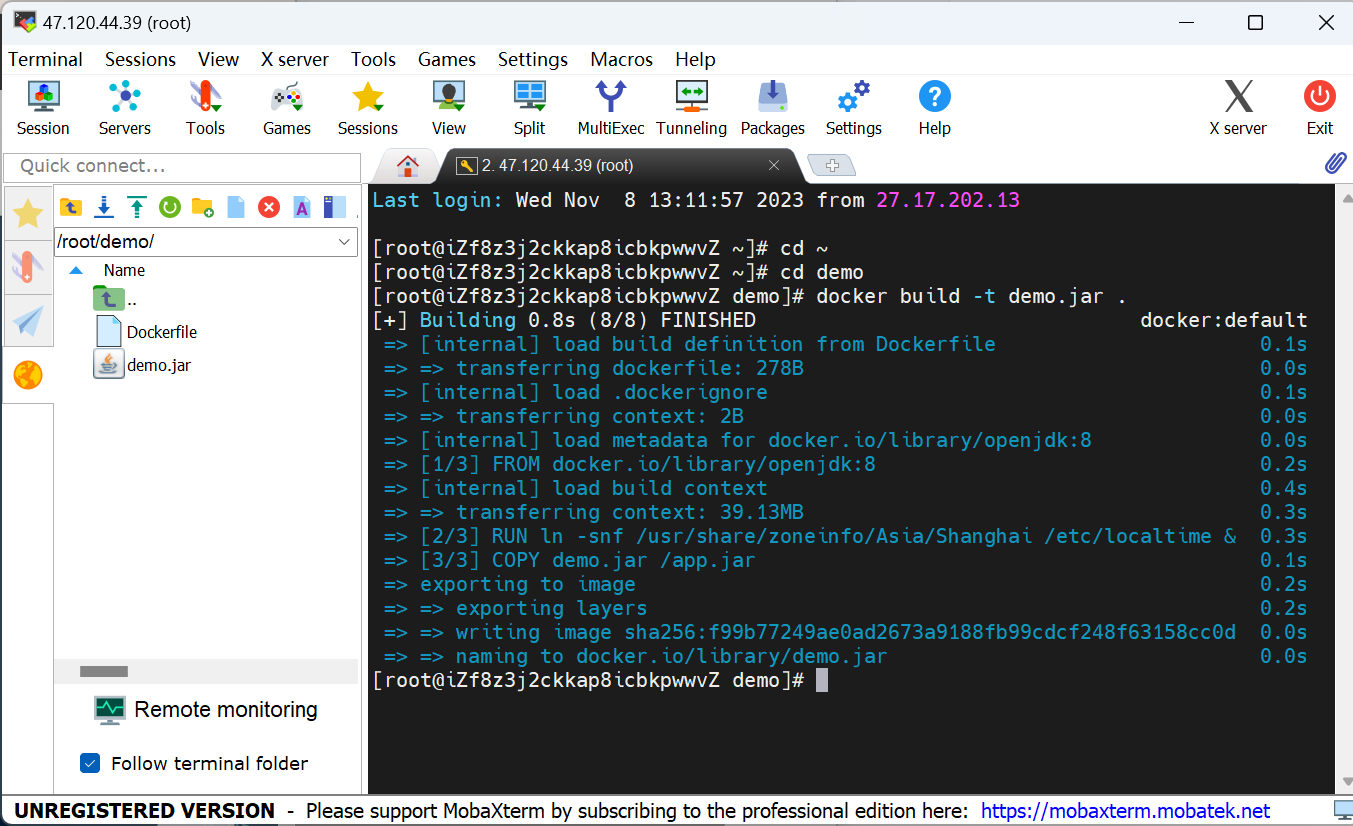 47.120.44.39 (root)
Terminal Sessions View X server Tools Games Settings Macros Help
Session Servers Tools Games Sessions View Split MultiExec Tunneling Packages Settings Help X server Exit
Quick connect...
2. 47.120.44.39 (root)
/root/demo/
Name
..
Dockerfile
demo.jar
Remote monitoring
Follow terminal folder
Last login: Wed Nov  8 13:11:57 2023 from 27.17.202.13
[root@iZf8z3j2ckkap8icbkpwwvZ ~]# cd ~
[root@iZf8z3j2ckkap8icbkpwwvZ ~]# cd demo
[root@iZf8z3j2ckkap8icbkpwwvZ demo]# docker build -t demo.jar .
[+] Building 0.8s (8/8) FINISHED docker:default
=> [internal] load build definition from Dockerfile 0.1s
=> => transferring dockerfile: 278B 0.0s
=> [internal] load .dockerignore 0.1s
=> => transferring context: 2B 0.0s
=> [internal] load metadata for docker.io/library/openjdk:8 0.0s
=> [1/3] FROM docker.io/library/openjdk:8 0.2s
=> [internal] load build context 0.4s
=> => transferring context: 39.13MB 0.3s
=> [2/3] RUN ln -snf /usr/share/zoneinfo/Asia/Shanghai /etc/localtime & 0.3s
=> [3/3] COPY demo.jar /app.jar 0.1s
=> exporting to image 0.2s
=> => exporting layers 0.2s
=> => writing image sha256:f99b77249ae0ad2673a9188fb99cdcf248f63158cc0d 0.0s
=> => naming to docker.io/library/demo.jar 0.0s
[root@iZf8z3j2ckkap8icbkpwwvZ demo]#
UNREGISTERED VERSION - Please support MobaXterm by subscribing to the professional edition here: https://mobaxterm.mobatek.net